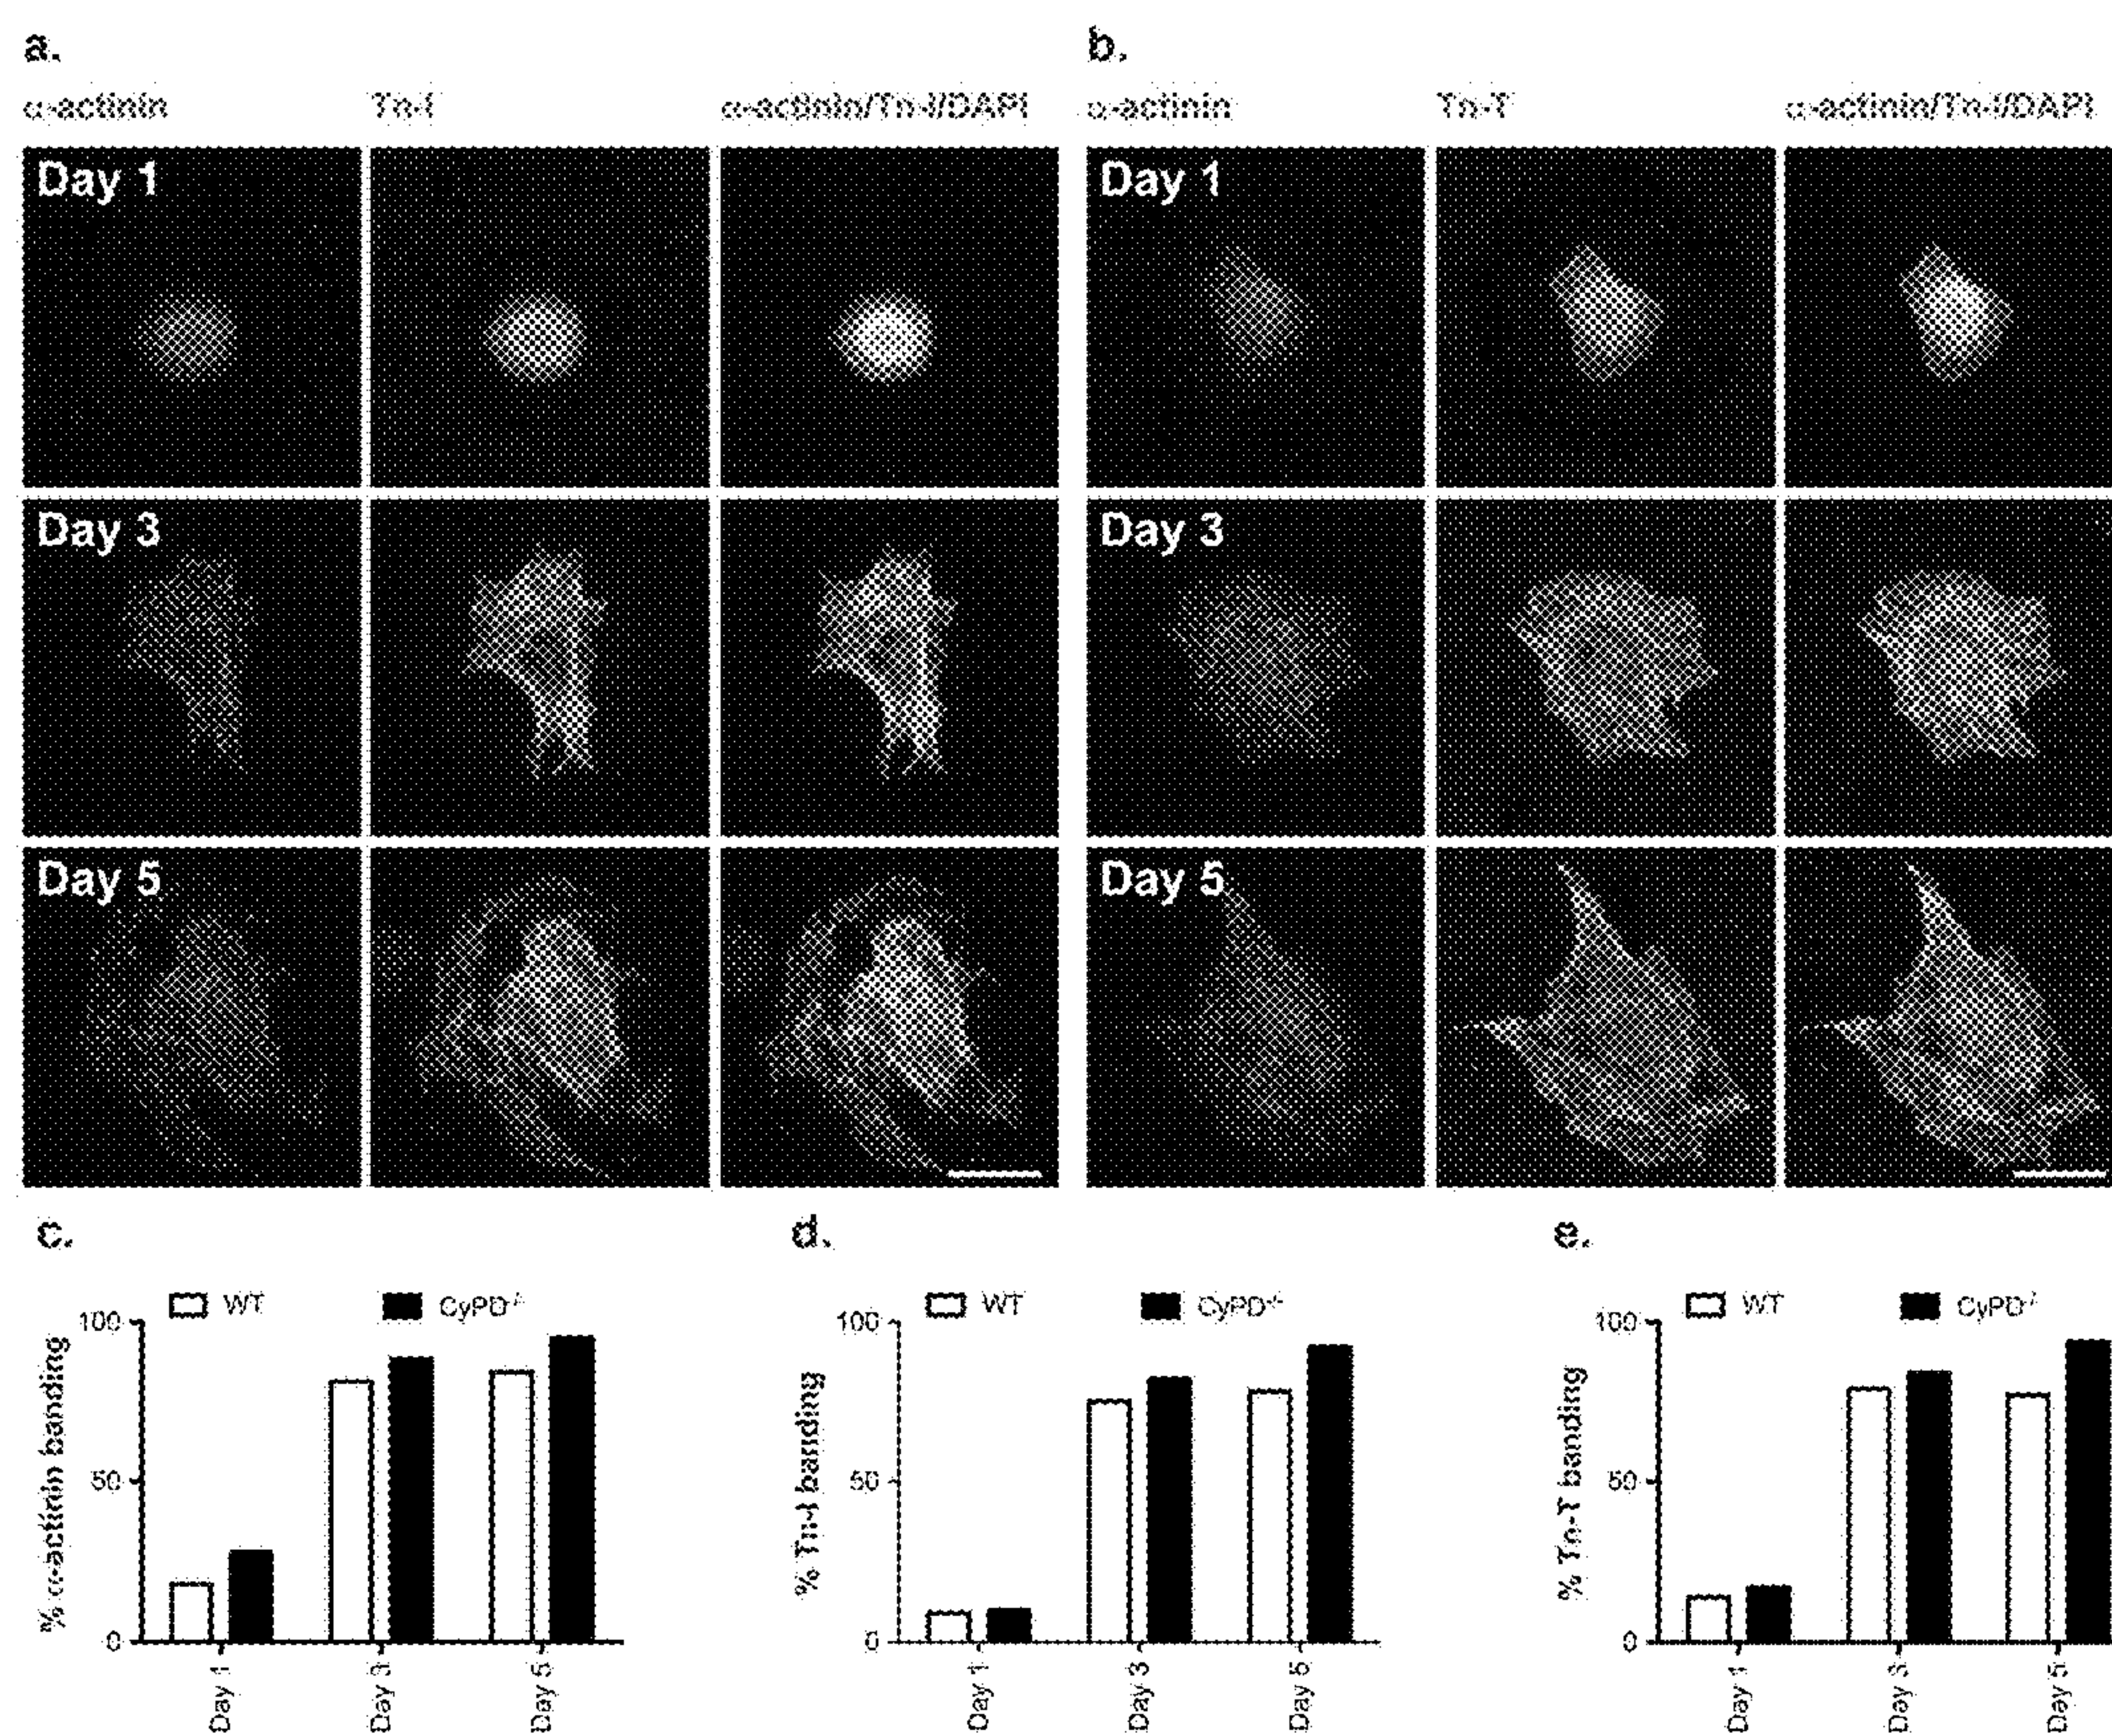 a.
α-actinin Tn-I α-actinin/Tn-I/DAPI
Day 1
Day 3
Day 5
b.
α-actinin Tn-T α-actinin/Tn-I/DAPI
Day 1
Day 3
Day 5
c.
WT CyPD-/-
% α-actinin banding
100
50
0
Day 1 Day 3 Day 5
d.
WT CyPD-/-
% Tn-I banding
100
50
0
Day 1 Day 3 Day 5
e.
WT CyPD-/-
% Tn-T banding
100
50
0
Day 1 Day 3 Day 5